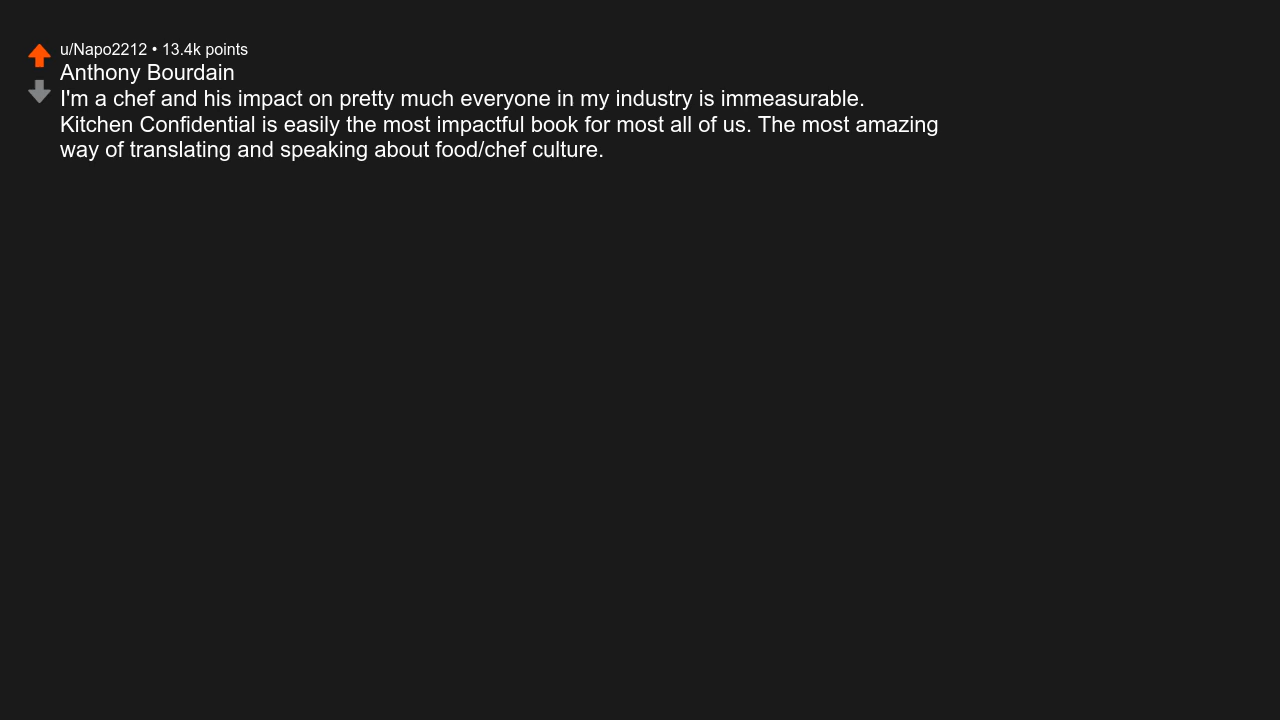 u/Napo2212 • 13.4k points
Anthony Bourdain
I'm a chef and his impact on pretty much everyone in my industry is immeasurable.
Kitchen Confidential is easily the most impactful book for most all of us. The most amazing
way of translating and speaking about food/chef culture.